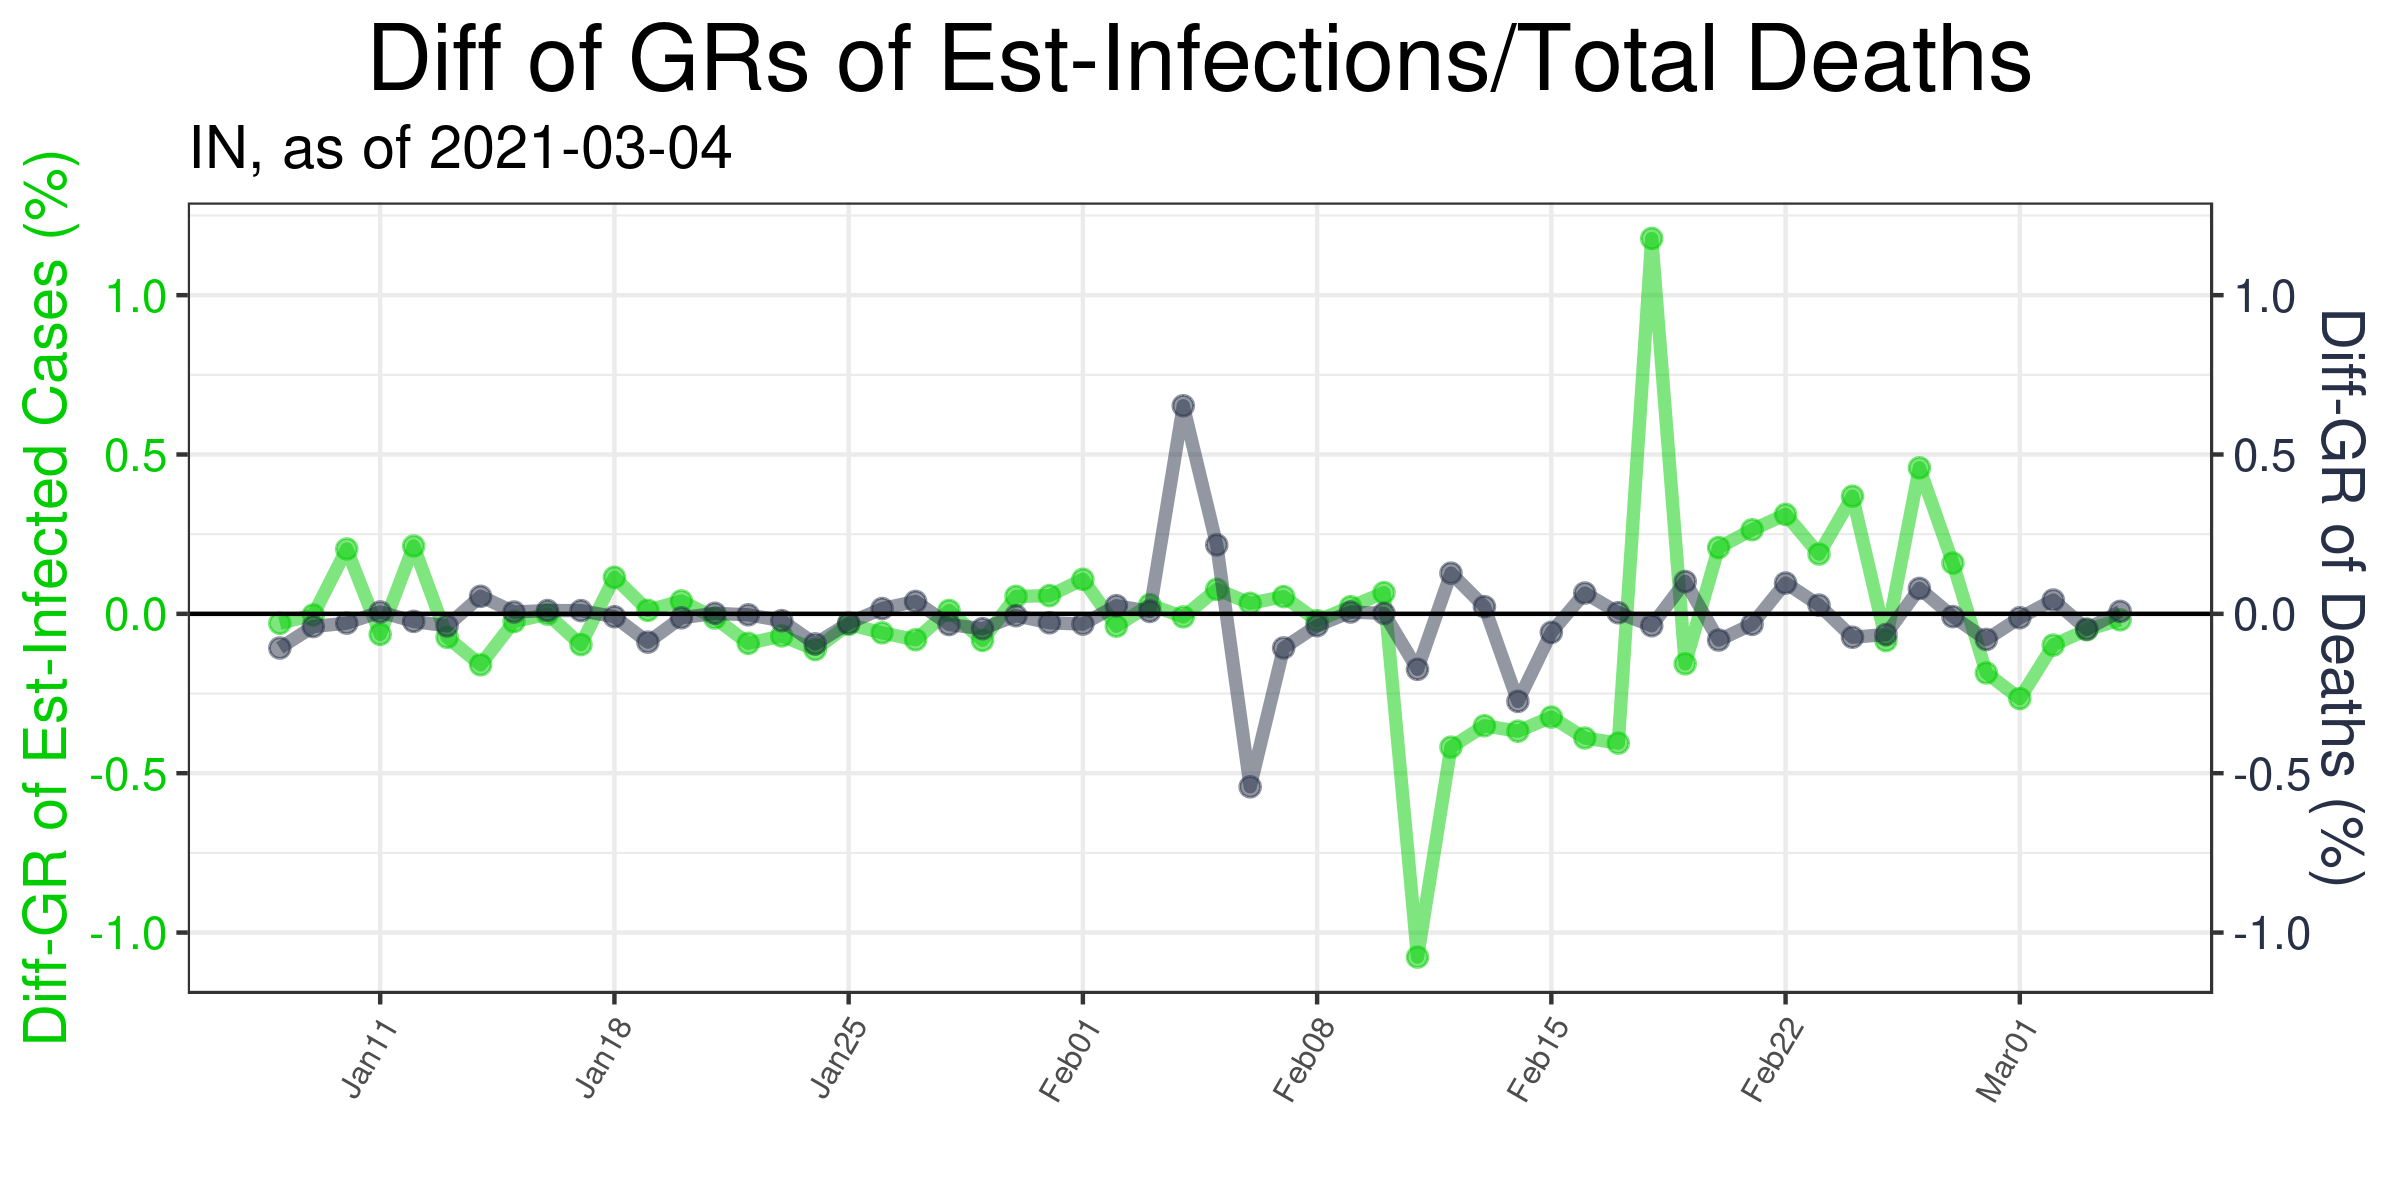 Diff of GRs of Est-Infections/Total Deaths
IN, as of 2021-03-04
Diff-GR of Est-Infected Cases (%)
1.0
0.5
0.0
-0.5
-1.0
1.0
0.5
0.0
-0.5
-1.0
Diff-GR of Deaths (%)
Jan11
Jan18
Jan25
Feb01
Feb08
Feb15
Feb22
Mar01